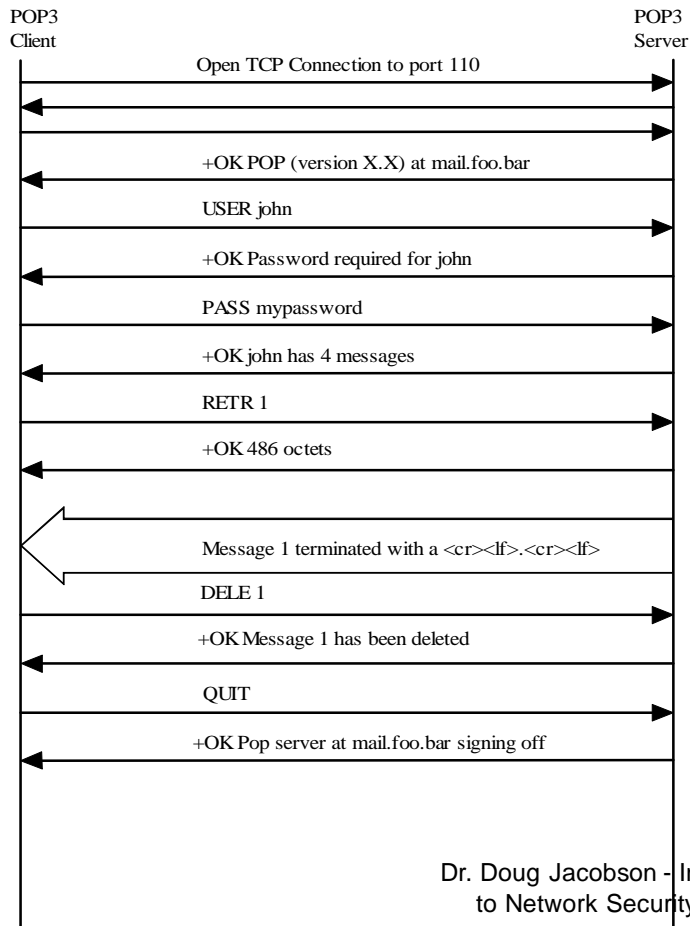 POP3
Client
POP3
Server
Open TCP Connection to port 110
+OK POP (version X.X) at mail.foo.bar
USER john
+OK Password required for john
PASS mypassword
+OK john has 4 messages
RETR 1
+OK 486 octets
Message 1 terminated with a <cr><lf>.<cr><lf>
DELE 1
+OK Message 1 has been deleted
QUIT
+OK Pop server at mail.foo.bar signing off
Dr. Doug Jacobson -
to Network Security